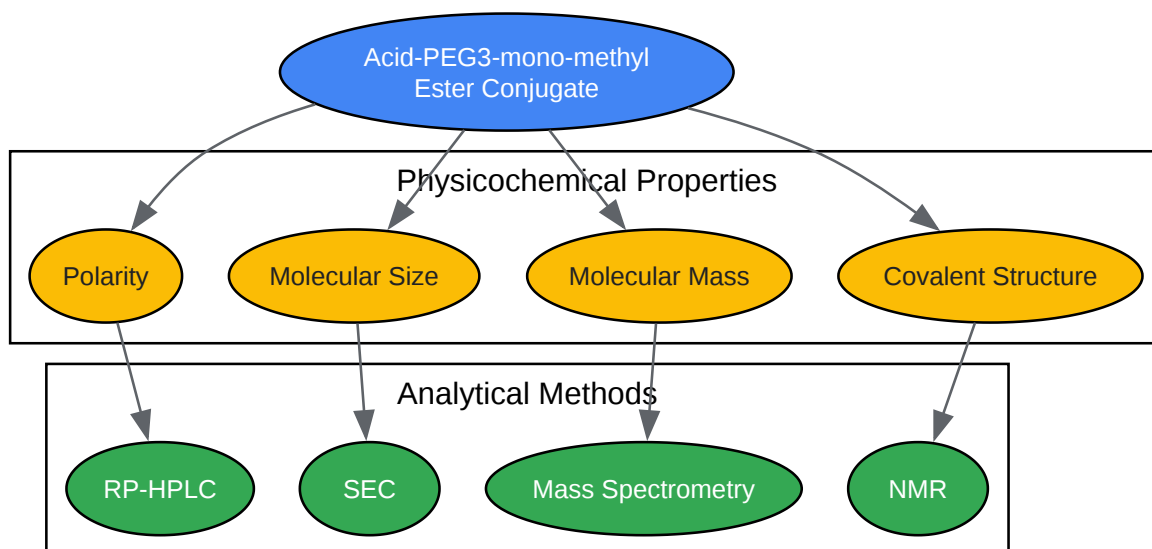 Acid-PEG3-mono-methyl
Ester Conjugate
Physicochemical Properties
Polarity
Molecular Size
Molecular Mass
Covalent Structure
Analytical Methods
RP-HPLC
SEC
Mass Spectrometry
NMR